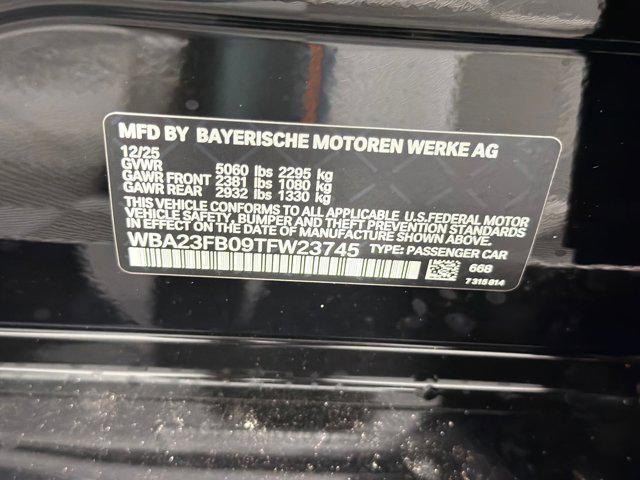 MFD BY BAYERISCHE MOTOREN WERKE AG
12/25
GVWR 5060 lbs 2295 kg
GAWR FRONT 2381 lbs 1080 kg
GAWR REAR 2932 lbs 1330 kg
THIS VEHICLE CONFORMS TO ALL APPLICABLE U.S. FEDERAL MOTOR
VEHICLE SAFETY, BUMPER, AND THEFT PREVENTION STANDARDS
IN EFFECT ON THE DATE OF MANUFACTURE SHOWN ABOVE.
WBA23FB09TFW23745 TYPE: PASSENGER CAR
668
7 315 814